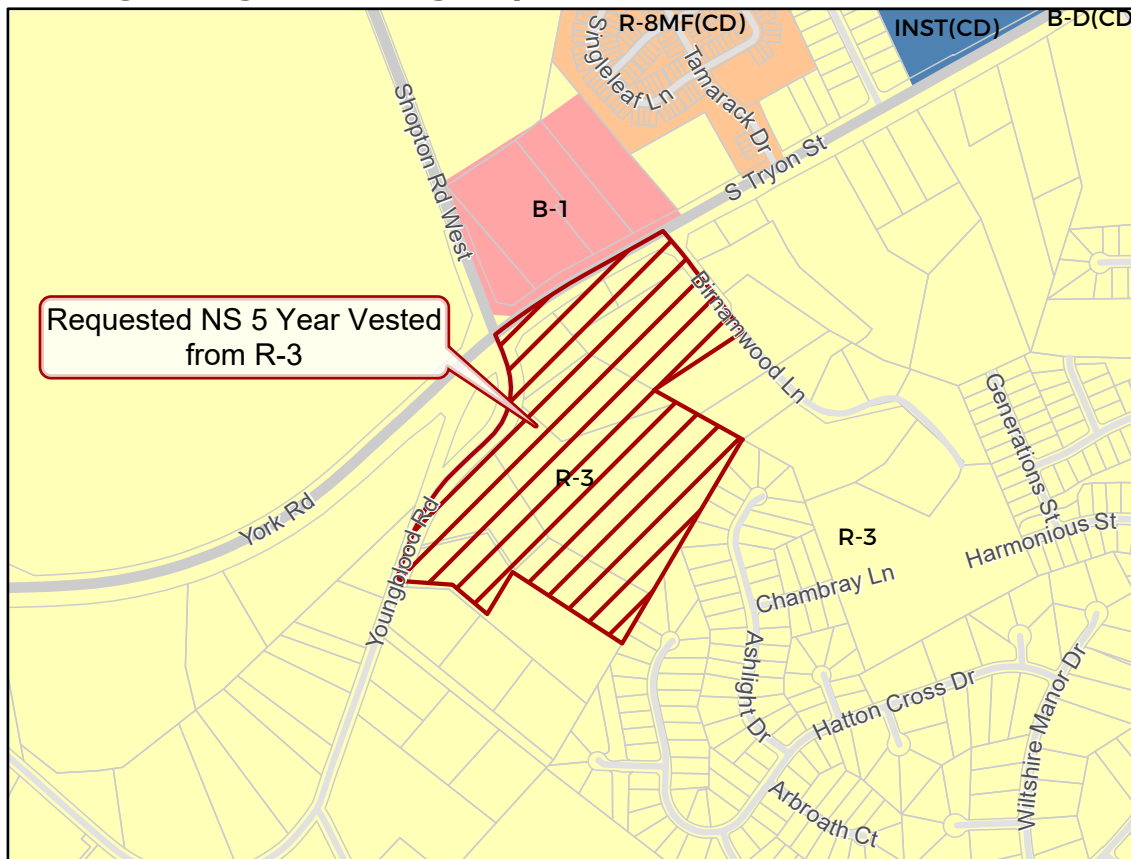 R-8MF(CD)
INST(CD)
B-D(CD
Singleleaf Ln
Tamarack Dr
Shopton Rd West
S Tryon St
B-1
Birnamwood Ln
Requested NS 5 Year Vested
from R-3
Generations St
R-3
York Rd
Youngblood Rd
R-3
Harmonious St
Chambray Ln
Ashlight Dr
Hatton Cross Dr
Wiltshire Manor Dr
Arbroath Ct